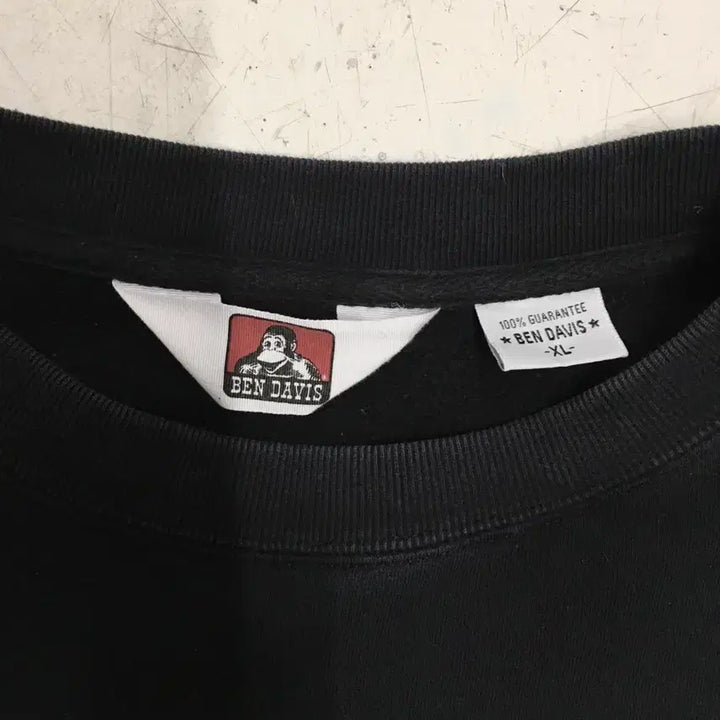 BEN DAVIS
100% GUARANTEE
★ BEN DAVIS ★
-XL-